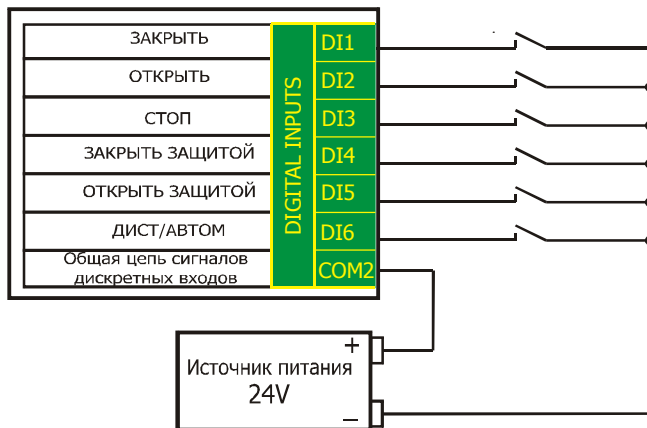 ЗАКРЫТЬ
DI1
ОТКРЫТЬ
DI2
СТОП
DI3
ЗАКРЫТЬ ЗАЩИТОЙ
DI4
ОТКРЫТЬ ЗАЩИТОЙ
DI5
ДИСТ/АВТОМ
DI6
Общая цепь сигналов
дискретных входов
COM2
DIGITAL INPUTS
+
Источник питания
24V
–